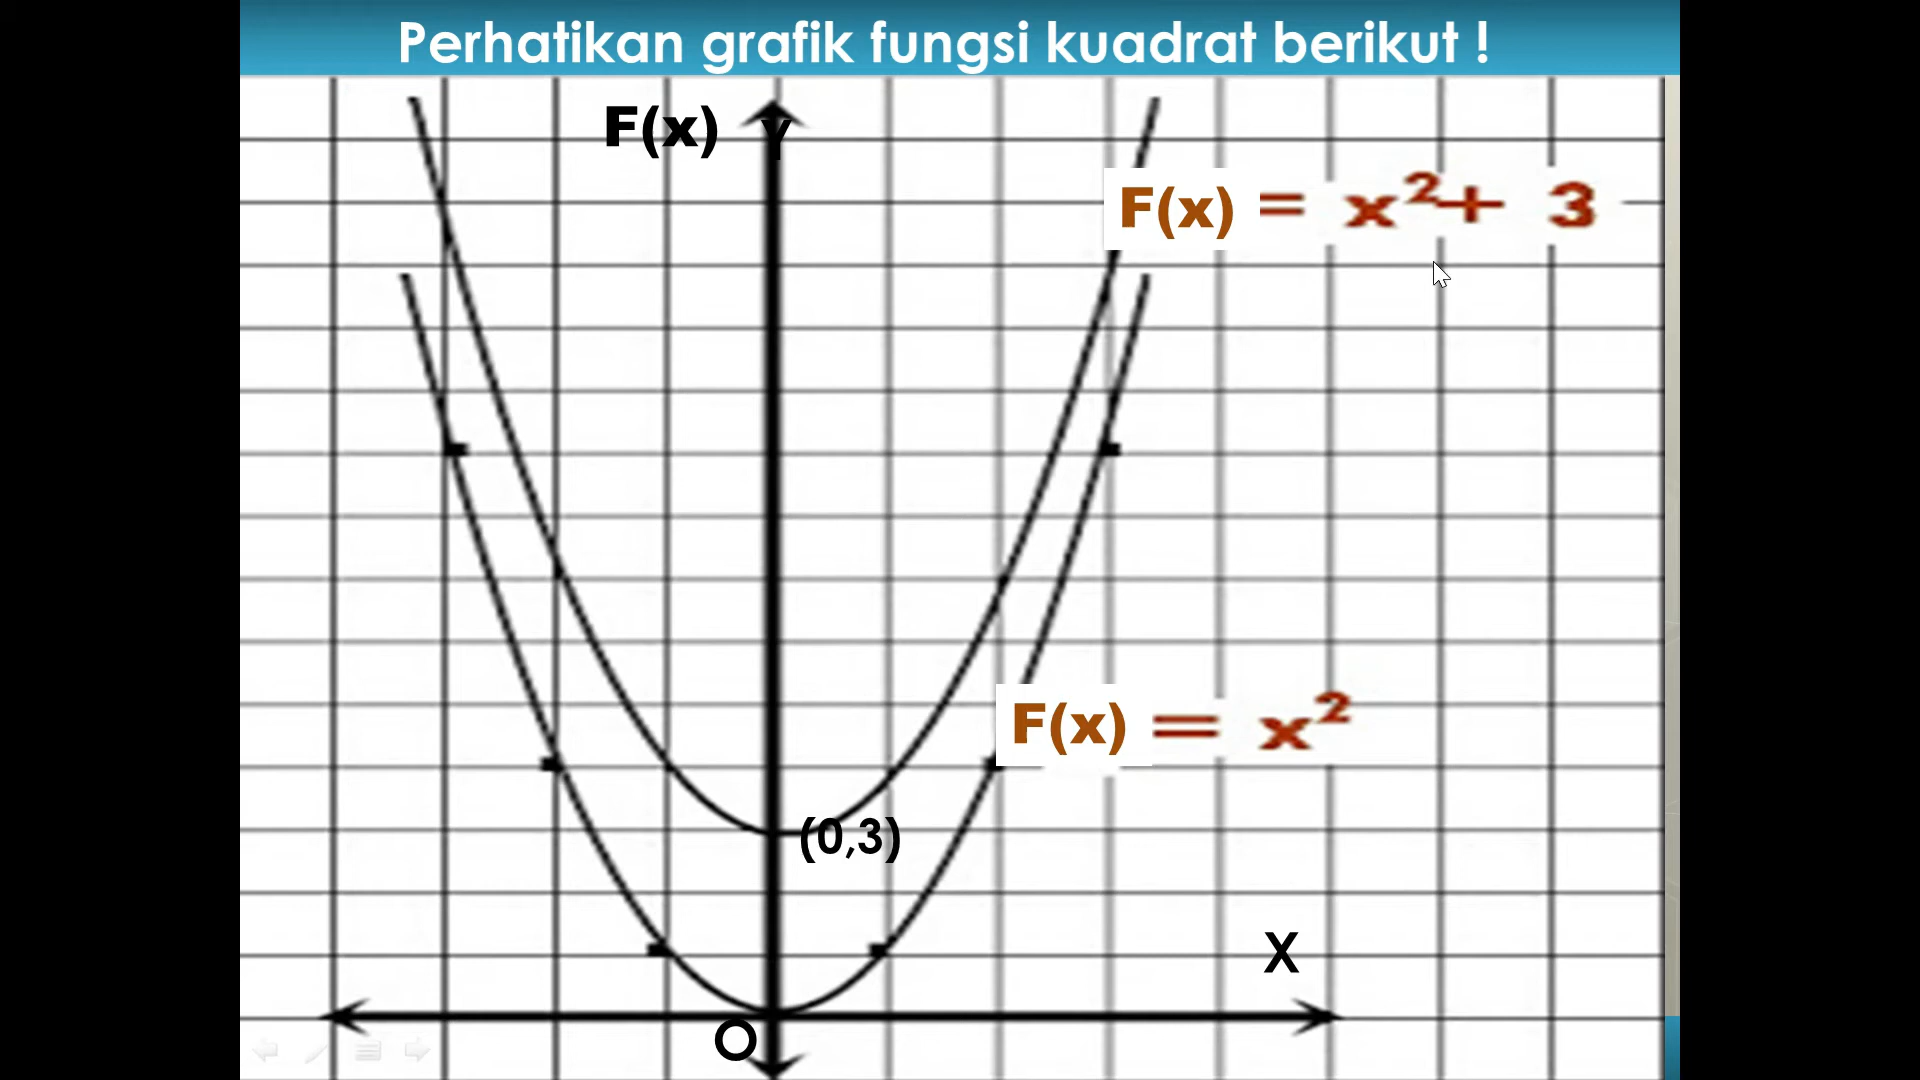 Perhatikan grafik fungsi kuadrat berikut !
F(x)
Y
F(x) = x² + 3
F(x) = x²
(0,3)
X
O